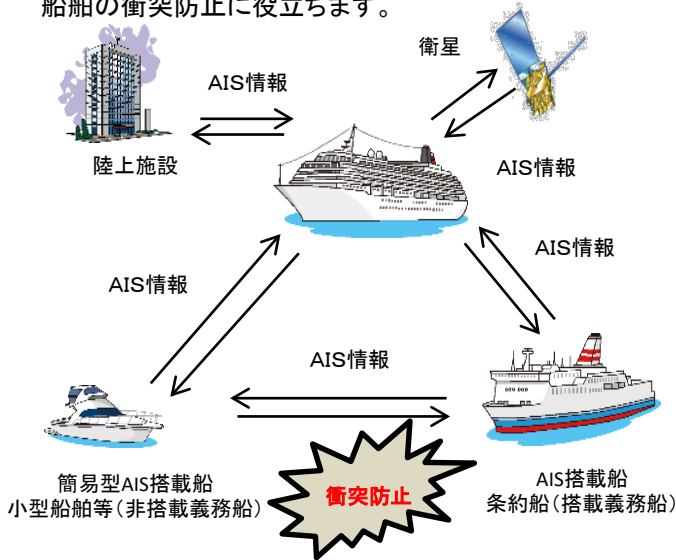 船舶の衝突防止に役立ちます。
衛星
AIS情報
陸上施設
AIS情報
AIS情報
AIS情報
AIS情報
簡易型AIS搭載船
小型船舶等（非搭載義務船）
衝突防止
AIS搭載船
条約船（搭載義務船）